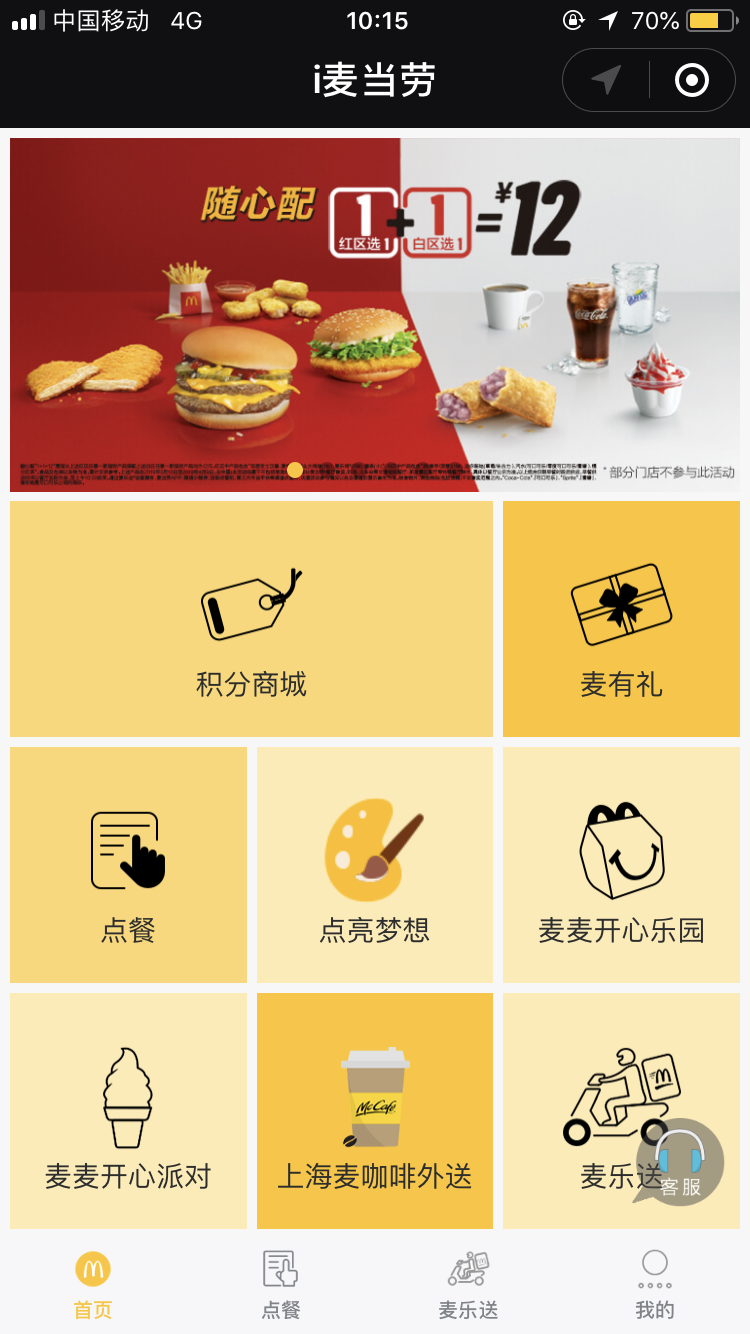 中国移动 4G 10:15 70%
i麦当劳
随心配 1 + 1 = ¥12
红区选1 白区选1
Coca-Cola
*部分门店不参与此活动
积分商城 麦有礼
点餐 点亮梦想 麦麦开心乐园
McCafé
麦麦开心派对 上海麦咖啡外送 麦乐送
客服
首页 点餐 麦乐送 我的